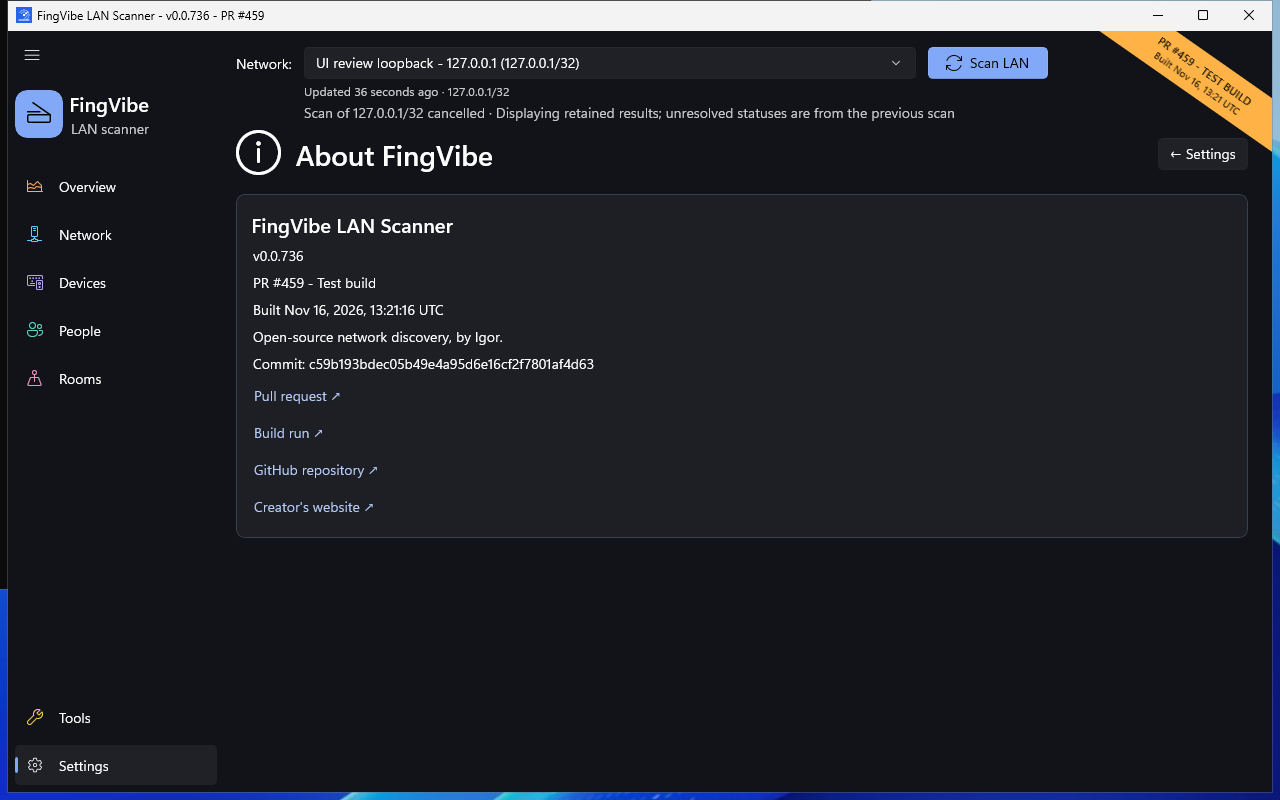 FingVibe LAN Scanner - v0.0.736 - PR #459
PR #459 - TEST BUILD
Built Nov 16, 13:21 UTC
Network:
UI review loopback - 127.0.0.1 (127.0.0.1/32)
Scan LAN
Updated 36 seconds ago · 127.0.0.1/32
Scan of 127.0.0.1/32 cancelled · Displaying retained results; unresolved statuses are from the previous scan
FingVibe
LAN scanner
Overview
Network
Devices
People
Rooms
Tools
Settings
About FingVibe
← Settings
FingVibe LAN Scanner
v0.0.736
PR #459 - Test build
Built Nov 16, 2026, 13:21:16 UTC
Open-source network discovery, by Igor.
Commit: c59b193bdec05b49e4a95d6e16cf2f7801af4d63
Pull request ↗
Build run ↗
GitHub repository ↗
Creator's website ↗